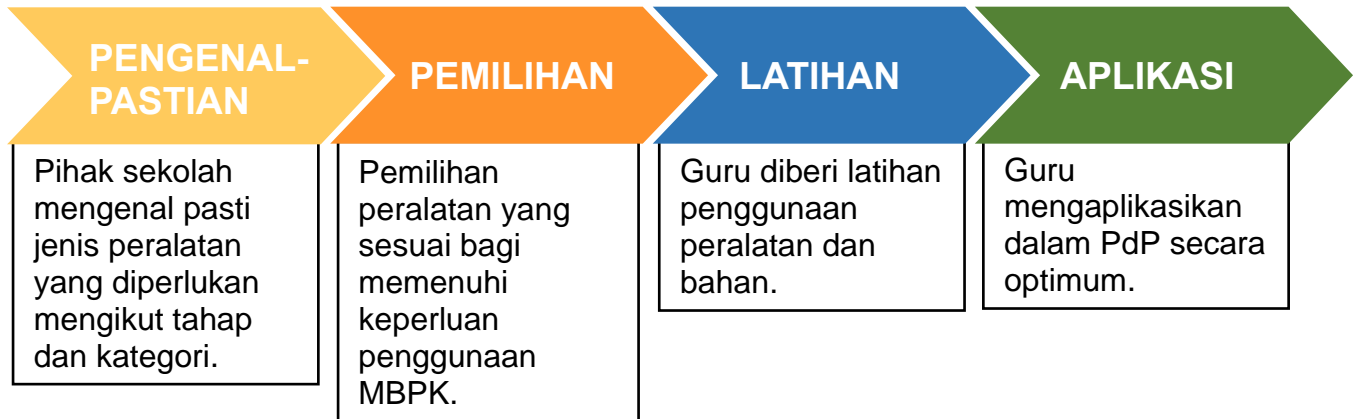 PENGENAL-
PASTIAN
PEMILIHAN
LATIHAN
APLIKASI
Pihak sekolah
mengenal pasti
jenis peralatan
yang diperlukan
mengikut tahap
dan kategori.
Pemilihan
peralatan yang
sesuai bagi
memenuhi
keperluan
penggunaan
MBPK.
Guru diberi latihan
penggunaan
peralatan dan
bahan.
Guru
mengaplikasikan
dalam PdP secara
optimum.